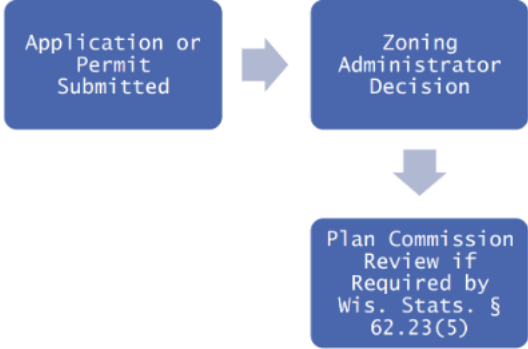 Application or
Permit
Submitted
Zoning
Administrator
Decision
Plan Commission
Review if
Required by
Wis. Stats. §
62.23(5)